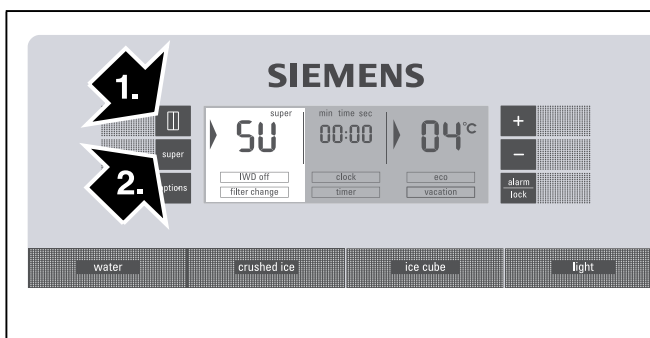 1.
SIEMENS
super
min time sec
+
SU
00:00
04°C
super
−
2.
options
IWD off
clock
eco
alarm
lock
filter change
timer
vacation
water
crushed ice
ice cube
light